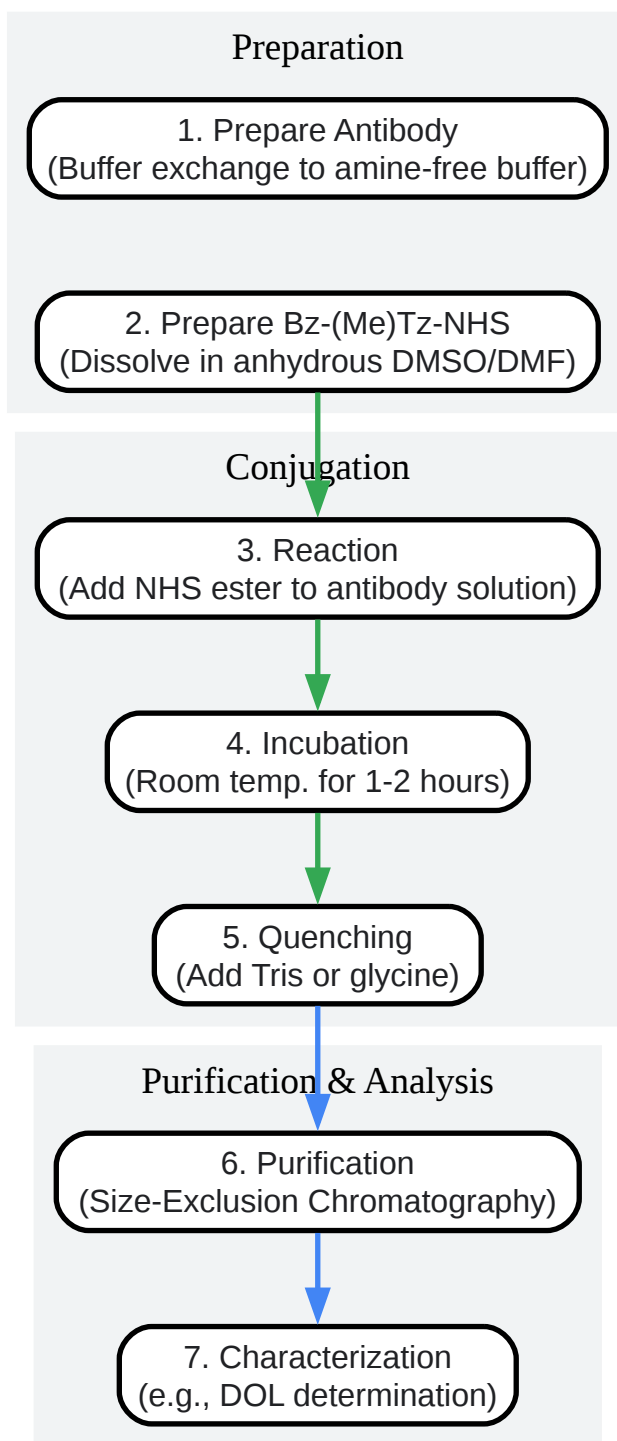 Preparation
1. Prepare Antibody
(Buffer exchange to amine-free buffer)
2. Prepare Bz-(Me)Tz-NHS
(Dissolve in anhydrous DMSO/DMF)
Conjugation
3. Reaction
(Add NHS ester to antibody solution)
4. Incubation
(Room temp. for 1-2 hours)
5. Quenching
(Add Tris or glycine)
Purification & Analysis
6. Purification
(Size-Exclusion Chromatography)
7. Characterization
(e.g., DOL determination)